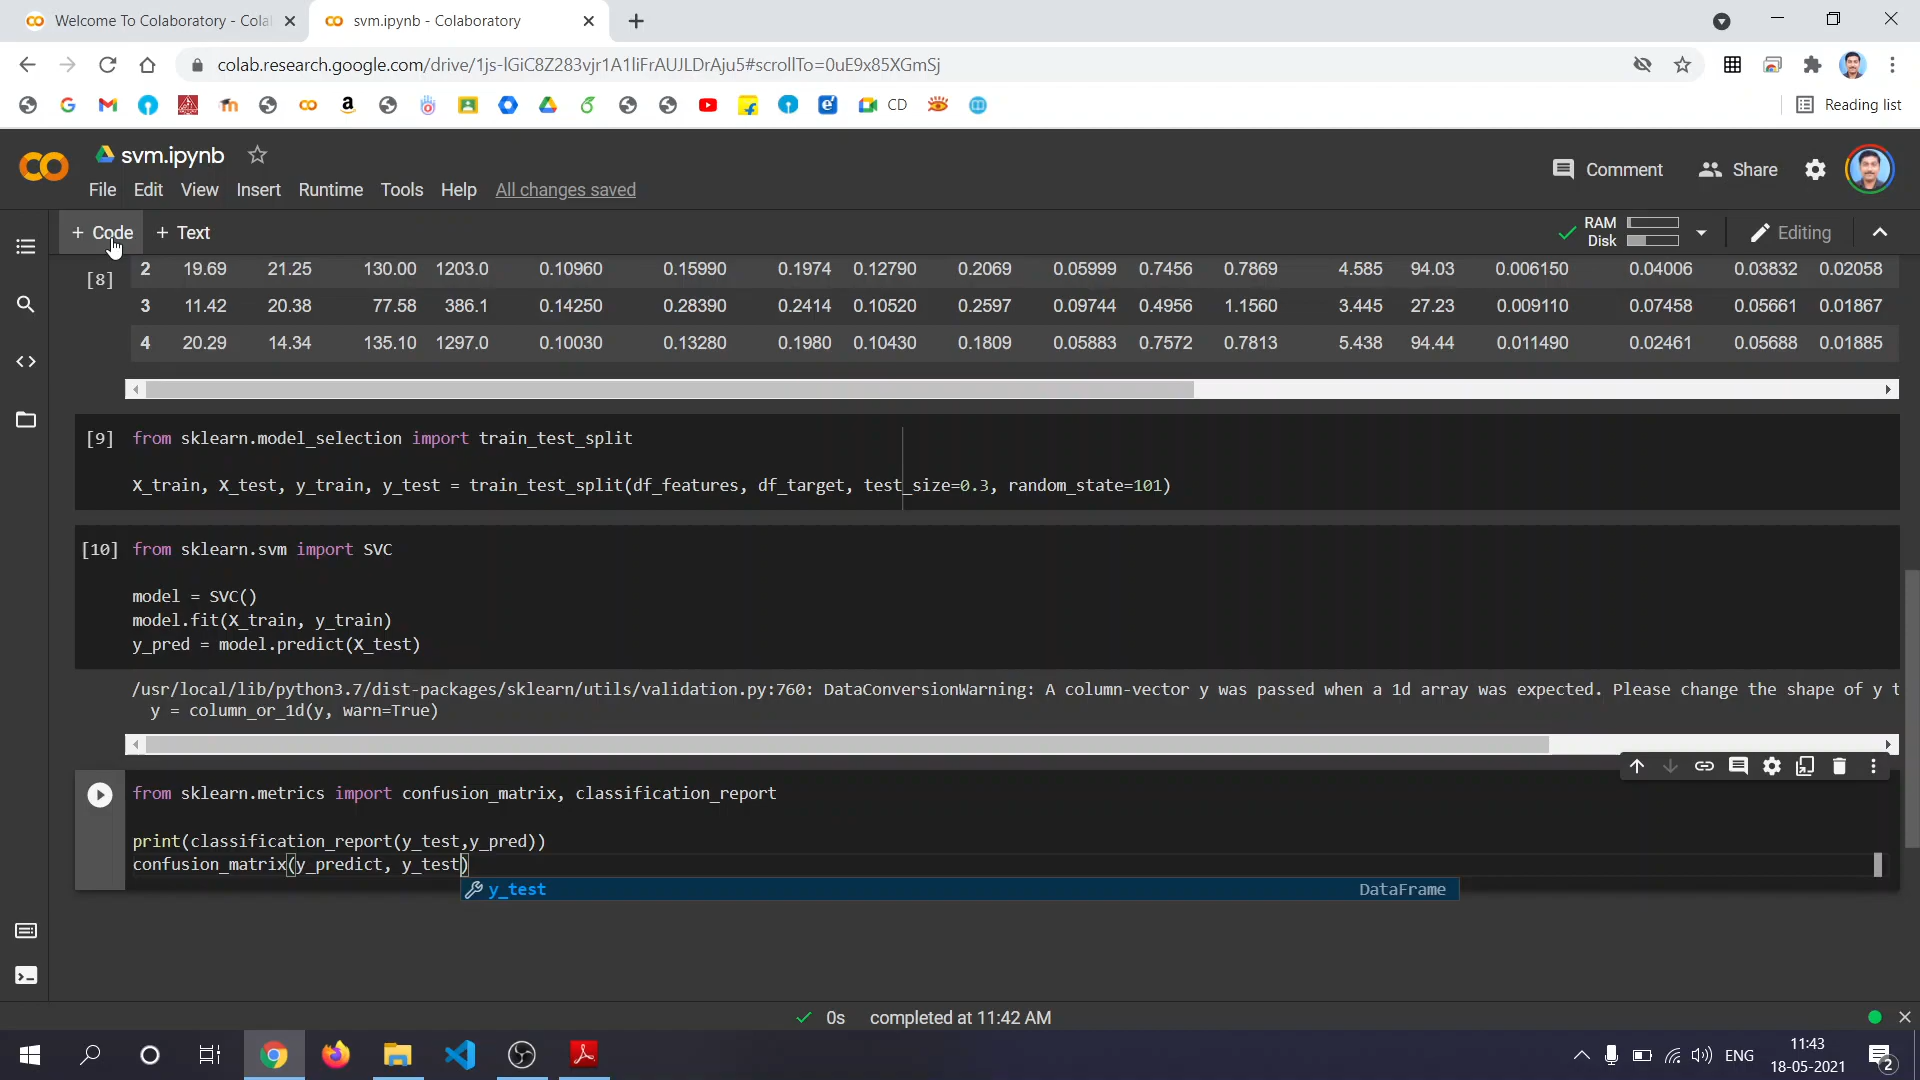 Welcome To Colaboratory - Cola
svm.ipynb - Colaboratory
colab.research.google.com/drive/1js-lGiC8Z283vjr1A1liFrAUJLDrAju5#scrollTo=0uE9x85XGmSj
CD
Reading list
svm.ipynb
Comment
Share
File Edit View Insert Runtime Tools Help All changes saved
+ Code + Text
RAM
Disk
Editing
[8]
2 19.69 21.25 130.00 1203.0 0.10960 0.15990 0.1974 0.12790 0.2069 0.05999 0.7456 0.7869 4.585 94.03 0.006150 0.04006 0.03832 0.02058
3 11.42 20.38 77.58 386.1 0.14250 0.28390 0.2414 0.10520 0.2597 0.09744 0.4956 1.1560 3.445 27.23 0.009110 0.07458 0.05661 0.01867
4 20.29 14.34 135.10 1297.0 0.10030 0.13280 0.1980 0.10430 0.1809 0.05883 0.7572 0.7813 5.438 94.44 0.011490 0.02461 0.05688 0.01885
[9] from sklearn.model_selection import train_test_split
X_train, X_test, y_train, y_test = train_test_split(df_features, df_target, test_size=0.3, random_state=101)
[10] from sklearn.svm import SVC
model = SVC()
model.fit(X_train, y_train)
y_pred = model.predict(X_test)
/usr/local/lib/python3.7/dist-packages/sklearn/utils/validation.py:760: DataConversionWarning: A column-vector y was passed when a 1d array was expected. Please change the shape of y t
y = column_or_1d(y, warn=True)
from sklearn.metrics import confusion_matrix, classification_report
print(classification_report(y_test,y_pred))
confusion_matrix(y_predict, y_test)
y_test DataFrame
0s completed at 11:42 AM
ENG
11:43
18-05-2021
2